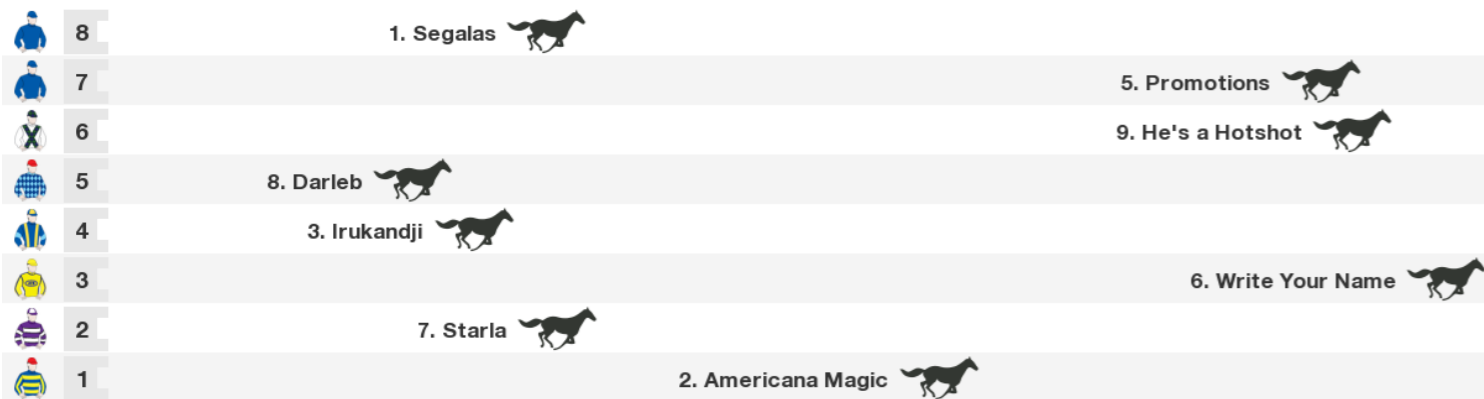 8 1. Segalas
7 5. Promotions
6 9. He's a Hotshot
5 8. Darleb
4 3. Irukandji
3 6. Write Your Name
2 7. Starla
1 2. Americana Magic